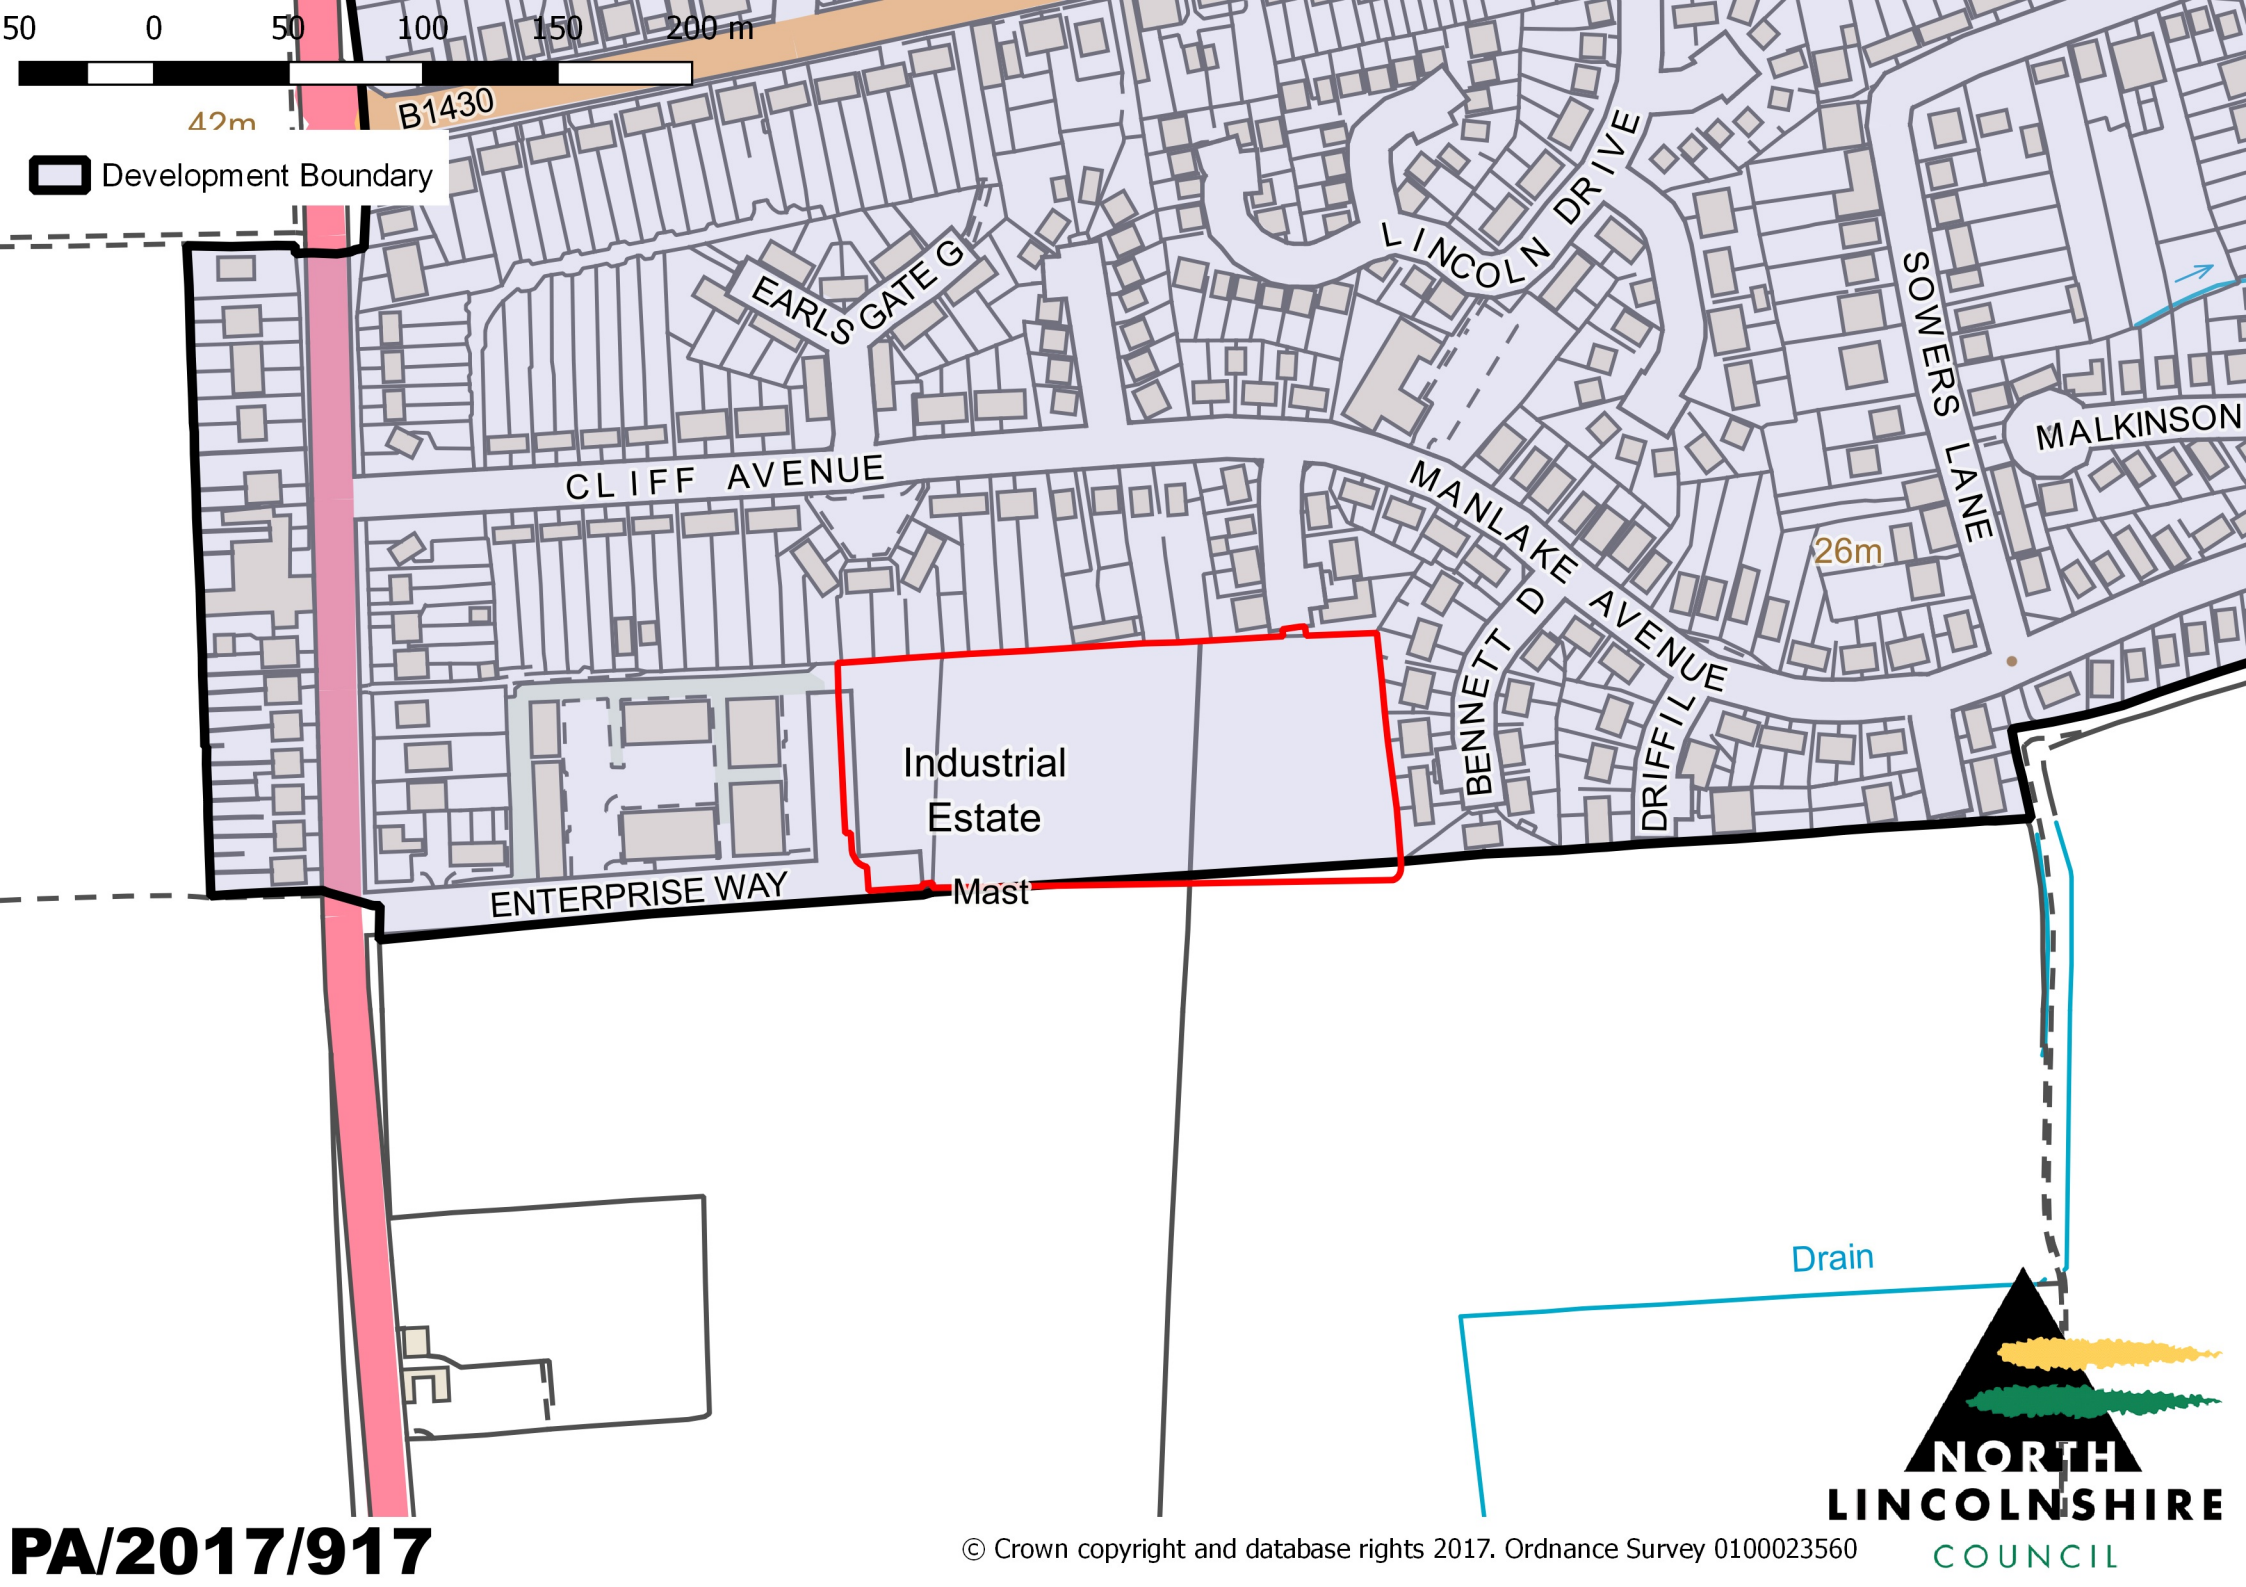 50 0 50 100 150 200 m
42m
B1430
Development Boundary
EARLS GATE G
LINCOLN DRIVE
SOWERS LANE
MALKINSON
CLIFF AVENUE
MANLAKE AVENUE
26m
BENNETT D
DRIFFIL
Industrial
Estate
ENTERPRISE WAY
Mast
Drain
NORTH
LINCOLNSHIRE
COUNCIL
PA/2017/917
© Crown copyright and database rights 2017. Ordnance Survey 0100023560